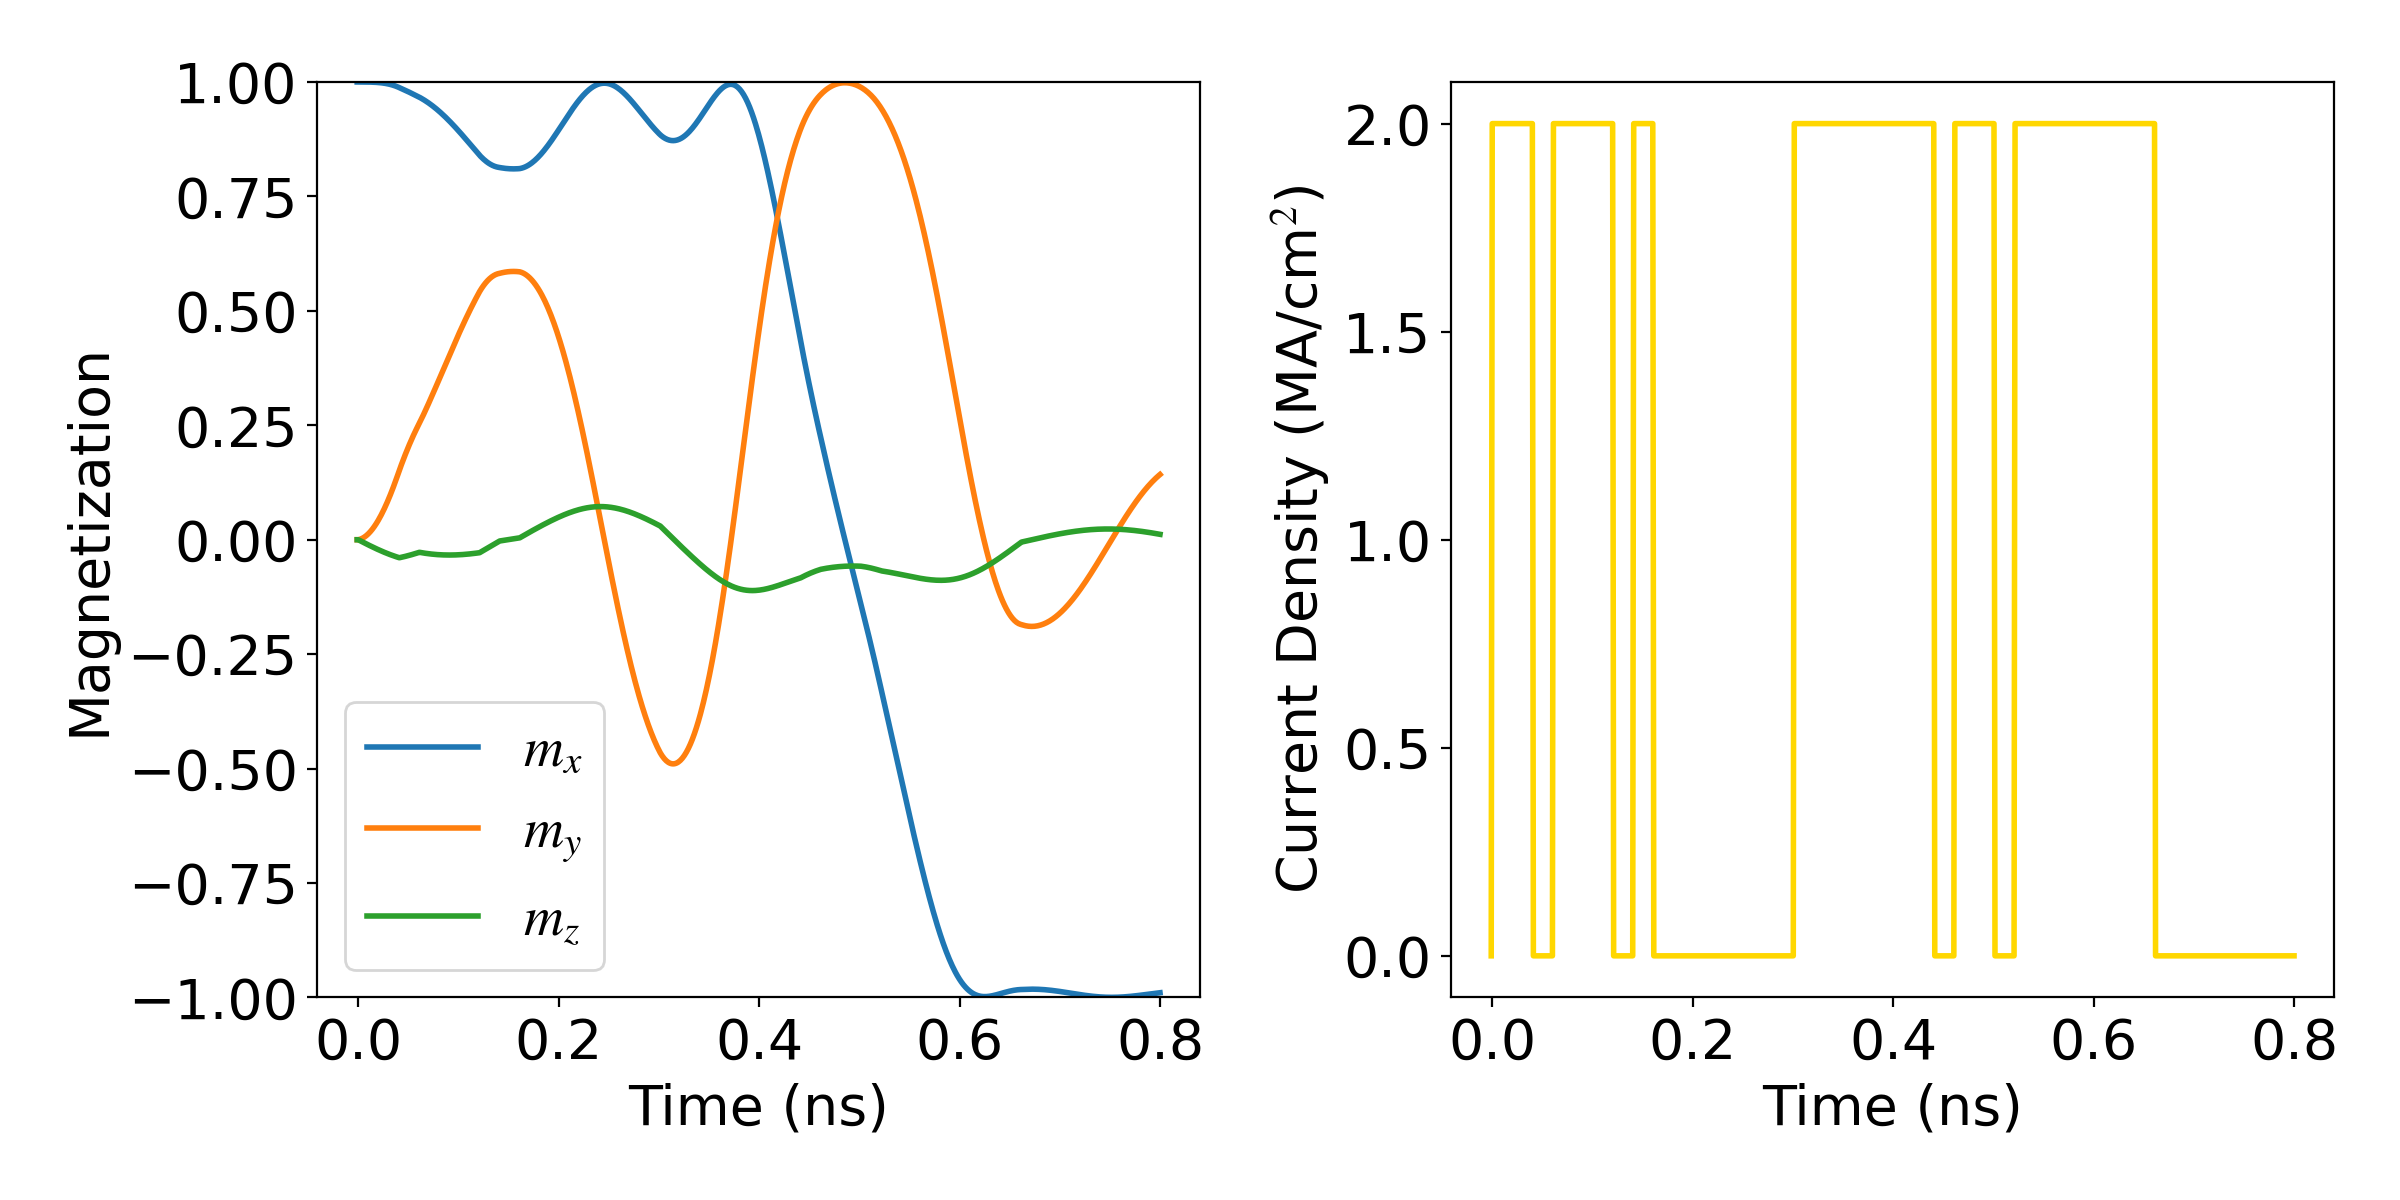 Magnetization
1.00
0.75
0.50
0.25
0.00
−0.25
−0.50
−0.75
−1.00
m_x
m_y
m_z
0.0 0.2 0.4 0.6 0.8
Time (ns)
Current Density (MA/cm²)
2.0
1.5
1.0
0.5
0.0
0.0 0.2 0.4 0.6 0.8
Time (ns)